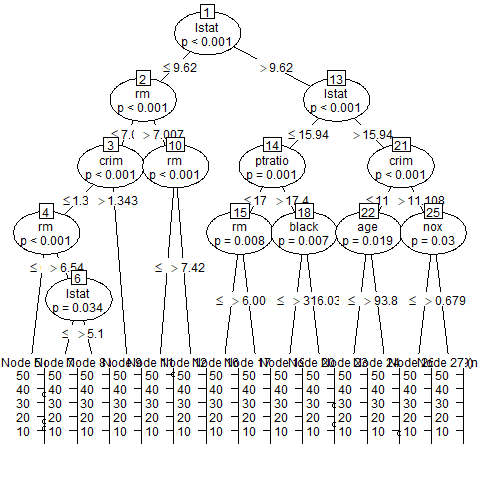 1
lstat
p < 0.001
≤ 9.62
> 9.62
2
rm
p < 0.001
13
lstat
p < 0.001
> 7.007
≤ 15.94
> 15.94
3
crim
p < 0.001
10
rm
p < 0.001
14
ptratio
p = 0.001
21
crim
p < 0.001
≤ 1.3
> 1.343
≤ 17
> 17.4
≤ 11
> 11.108
4
rm
p < 0.001
15
rm
p = 0.008
18
black
p = 0.007
22
age
p = 0.019
25
nox
p = 0.03
≤
> 6.54
≤ > 7.42
6
lstat
p = 0.034
≤ > 6.00
≤ > 316.03
≤ > 93.8
≤ > 0.679
≤ > 5.1
Node 5
Node
Node 8
Node 9
Node
Node 12
Node
Node 17
Node
Node
Node
Node 24
Node
Node 27 (n
50 50 50 50 50 50 50 50 50 50 50 50 50 50
40 40 40 40 40 40 40 40 40 40 40 40 40 40
30 30 30 30 30 30 30 30 30 30 30 30 30 30
20 20 20 20 20 20 20 20 20 20 20 20 20 20
10 10 10 10 10 10 10 10 10 10 10 10 10 10